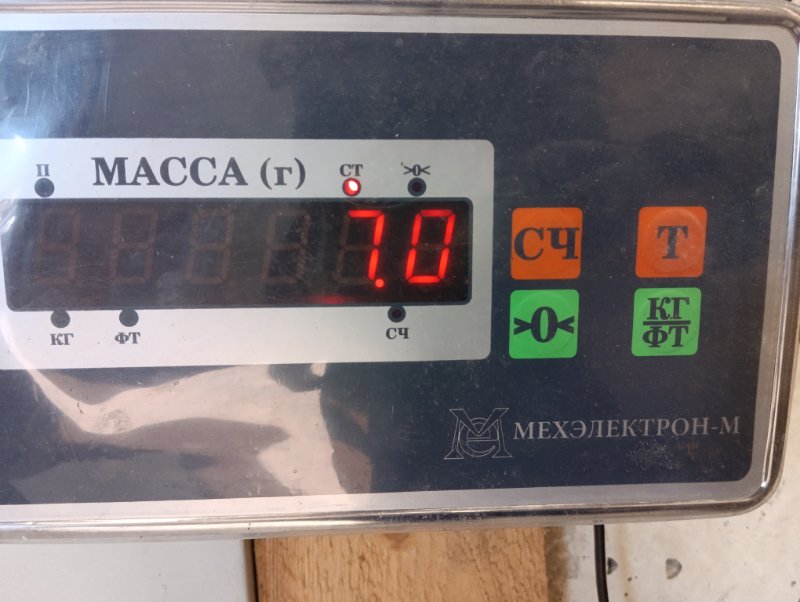 П МАССА (г) СТ >0<
7.0
КГ ФТ СЧ
СЧ Т
>0< КГ
ФТ
МЕХЭЛЕКТРОН-М